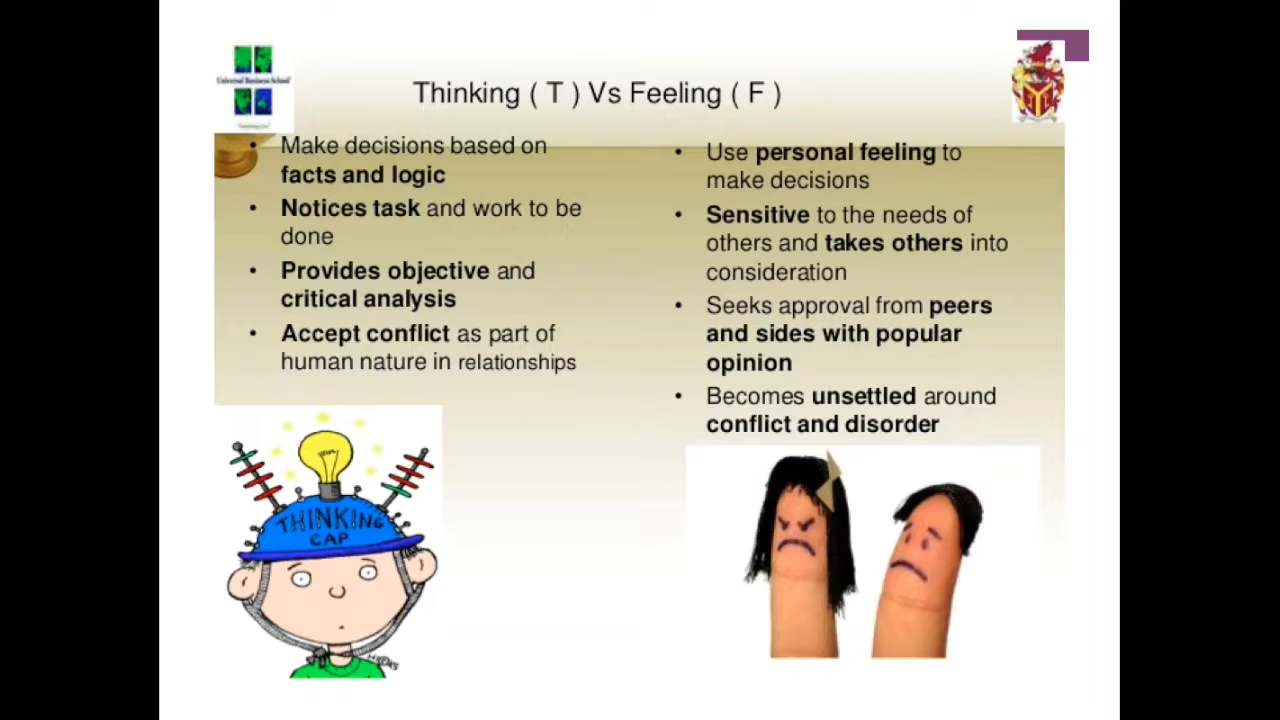 Universal Business School
Thinking ( T ) Vs Feeling ( F )
• Make decisions based on
facts and logic
• Notices task and work to be
done
• Provides objective and
critical analysis
• Accept conflict as part of
human nature in relationships
• Use personal feeling to
make decisions
• Sensitive to the needs of
others and takes others into
consideration
• Seeks approval from peers
and sides with popular
opinion
• Becomes unsettled around
conflict and disorder
THINKING
CAP